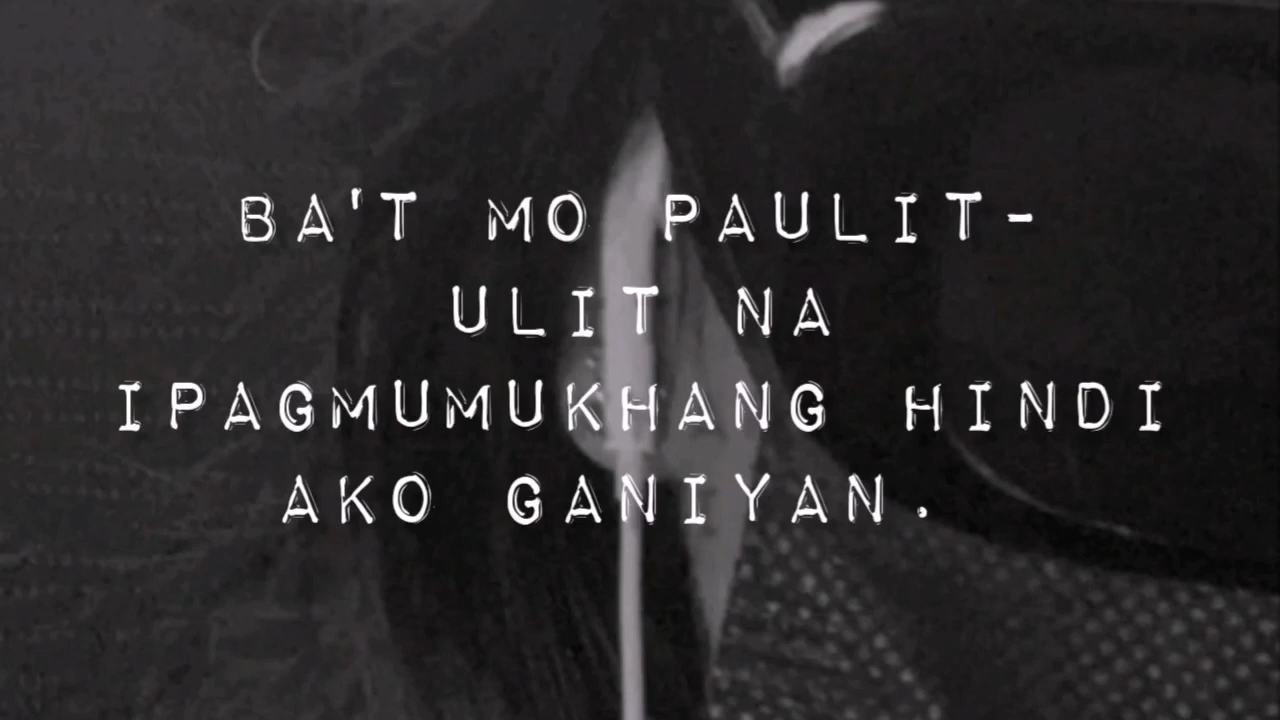 BA'T MO PAULIT-
ULIT NA
IPAGMUMUKHANG HINDI
AKO GANIYAN.